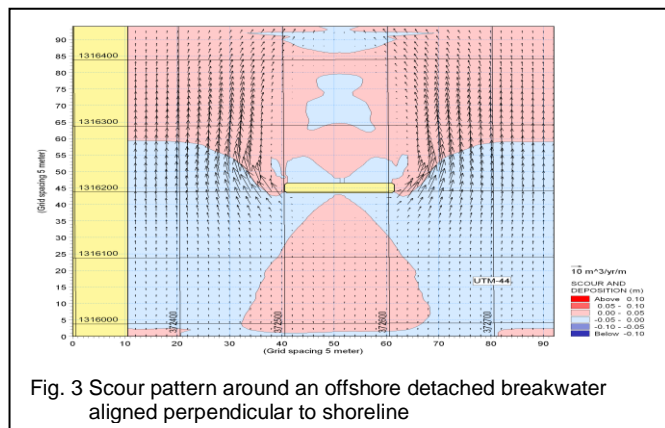 90
85
80
75
70
65
60
55
50
45
40
35
30
25
20
15
10
5
0
1316400
1316300
1316200
1316100
1316000
(Grid spacing 5 meter)
372400
372500
372600
372700
UTM-44
0 10 20 30 40 50 60 70 80 90
(Grid spacing 5 meter)
10 m^3/yr/m
SCOUR AND
DEPOSITION (m)
Above 0.10
0.05 - 0.10
0.00 - 0.05
-0.05 - 0.00
-0.10 - -0.05
Below -0.10
Fig. 3 Scour pattern around an offshore detached breakwater
aligned perpendicular to shoreline